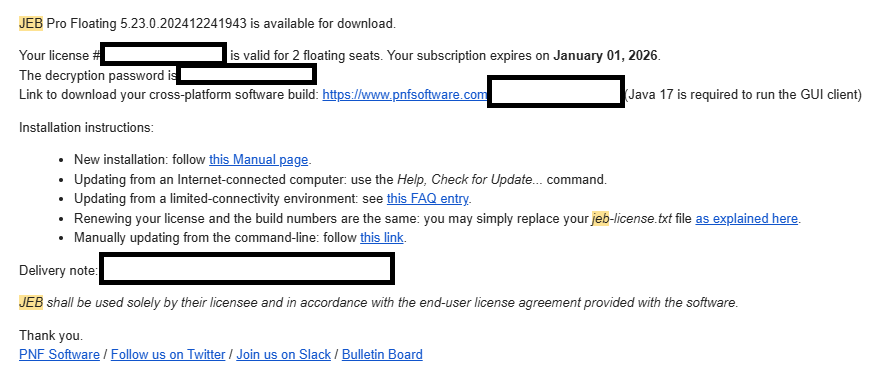 JEB Pro Floating 5.23.0.202412241943 is available for download.
Your license # is valid for 2 floating seats. Your subscription expires on January 01, 2026.
The decryption password is
Link to download your cross-platform software build: https://www.pnfsoftware.com (Java 17 is required to run the GUI client)
Installation instructions:
• New installation: follow this Manual page.
• Updating from an Internet-connected computer: use the Help, Check for Update... command.
• Updating from a limited-connectivity environment: see this FAQ entry.
• Renewing your license and the build numbers are the same: you may simply replace your jeb-license.txt file as explained here.
• Manually updating from the command-line: follow this link.
Delivery note:
JEB shall be used solely by their licensee and in accordance with the end-user license agreement provided with the software.
Thank you.
PNF Software / Follow us on Twitter / Join us on Slack / Bulletin Board